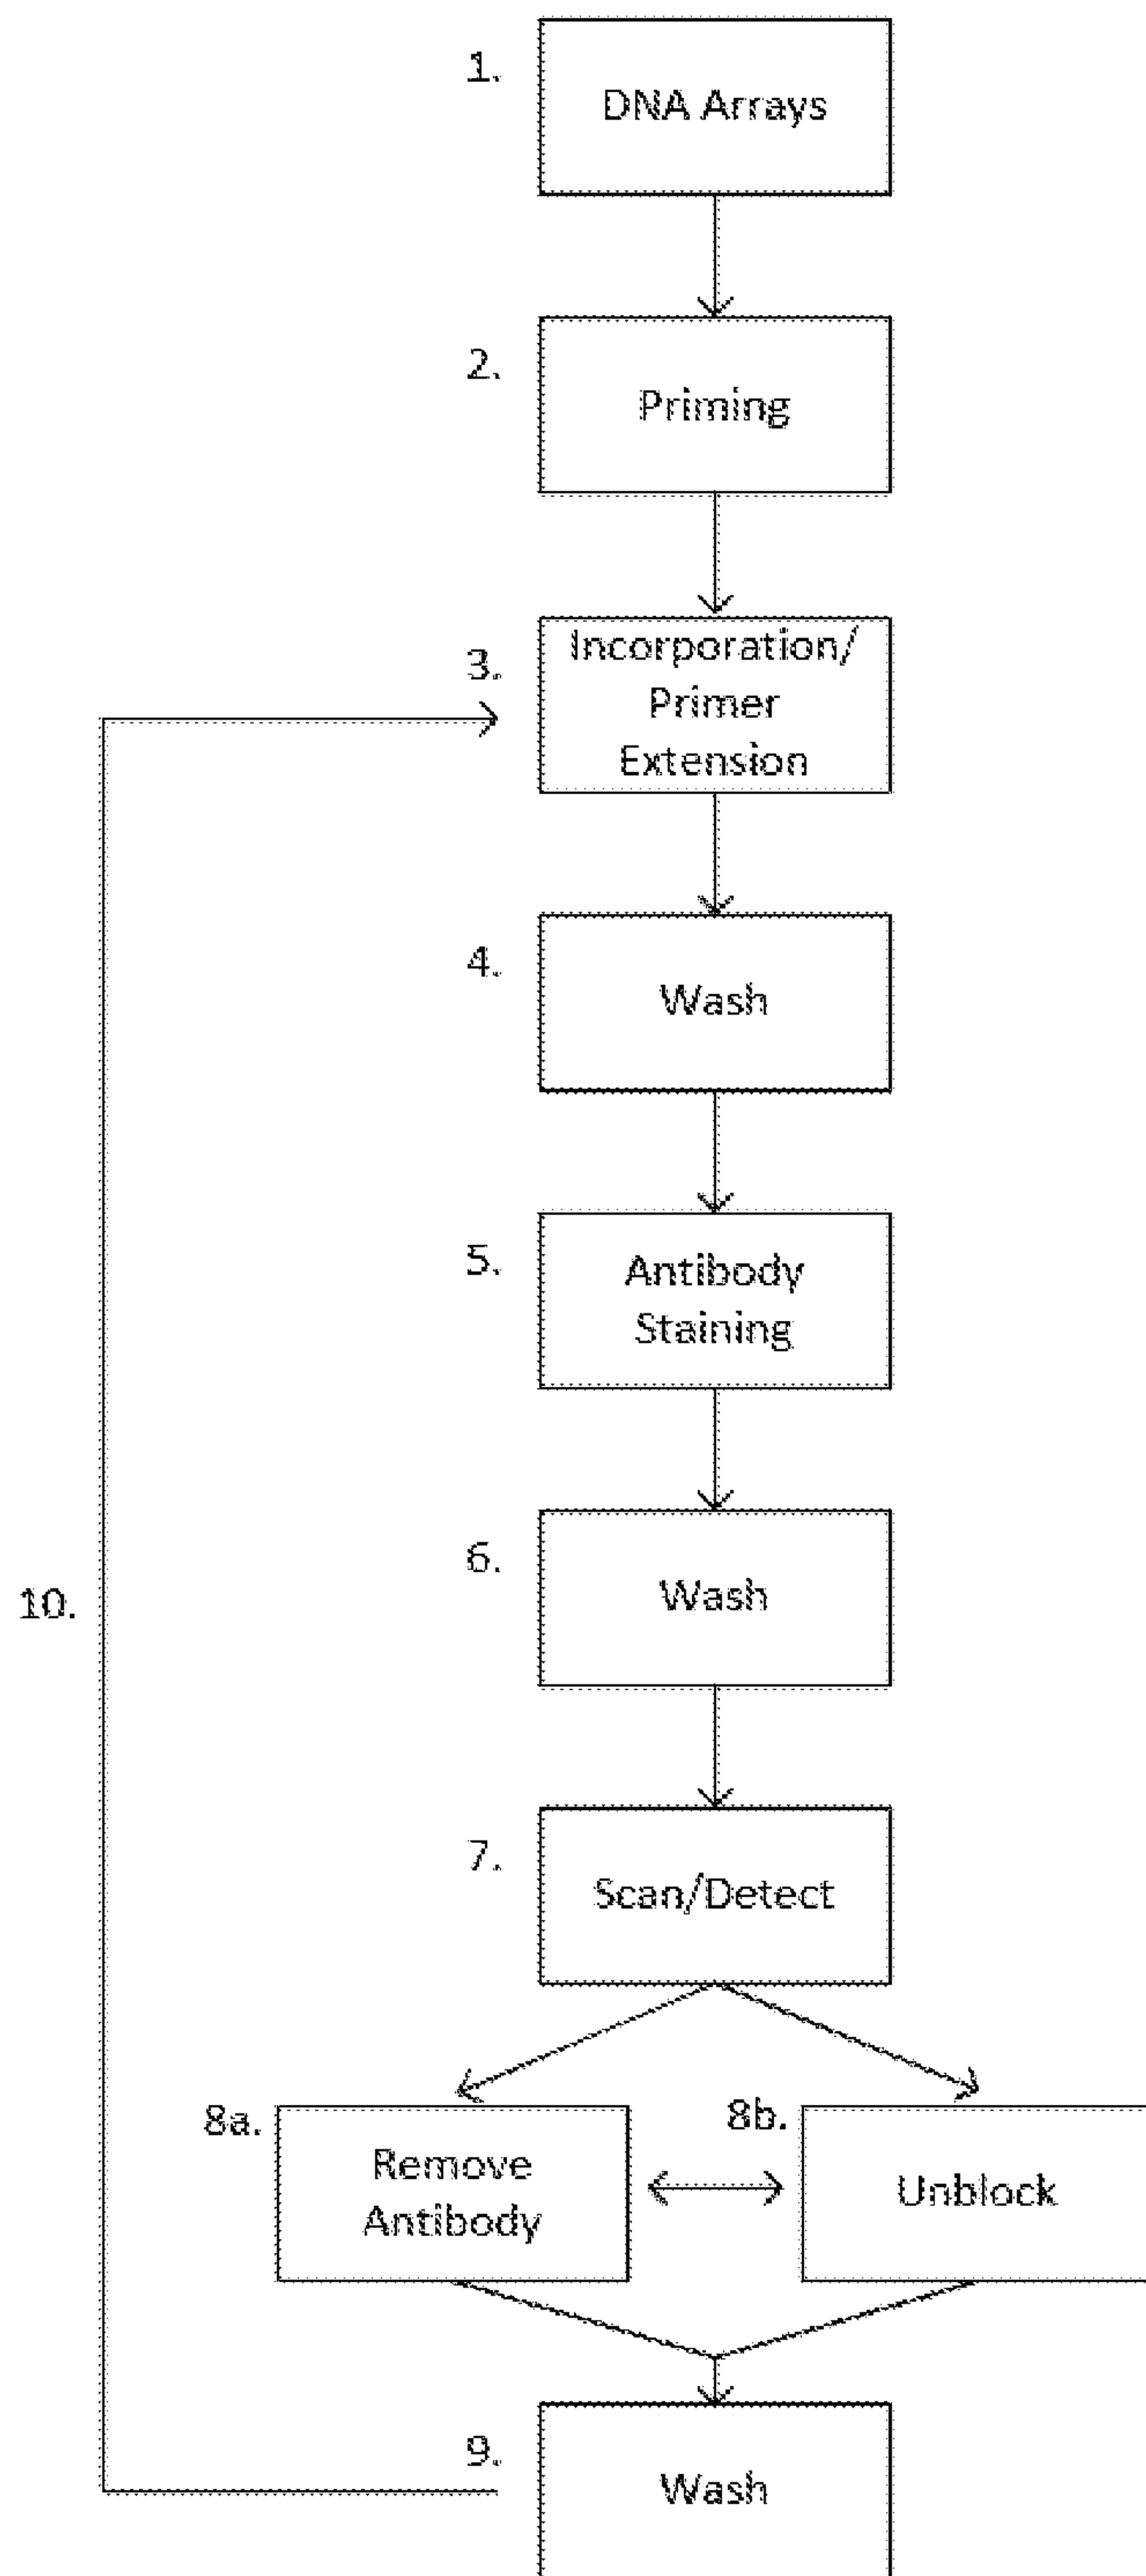 1.
DNA Arrays
2.
Priming
3.
Incorporation/
Primer
Extension
4.
Wash
5.
Antibody
Staining
6.
Wash
10.
7.
Scan/Detect
8a.
Remove
Antibody
8b.
Unblock
9.
Wash